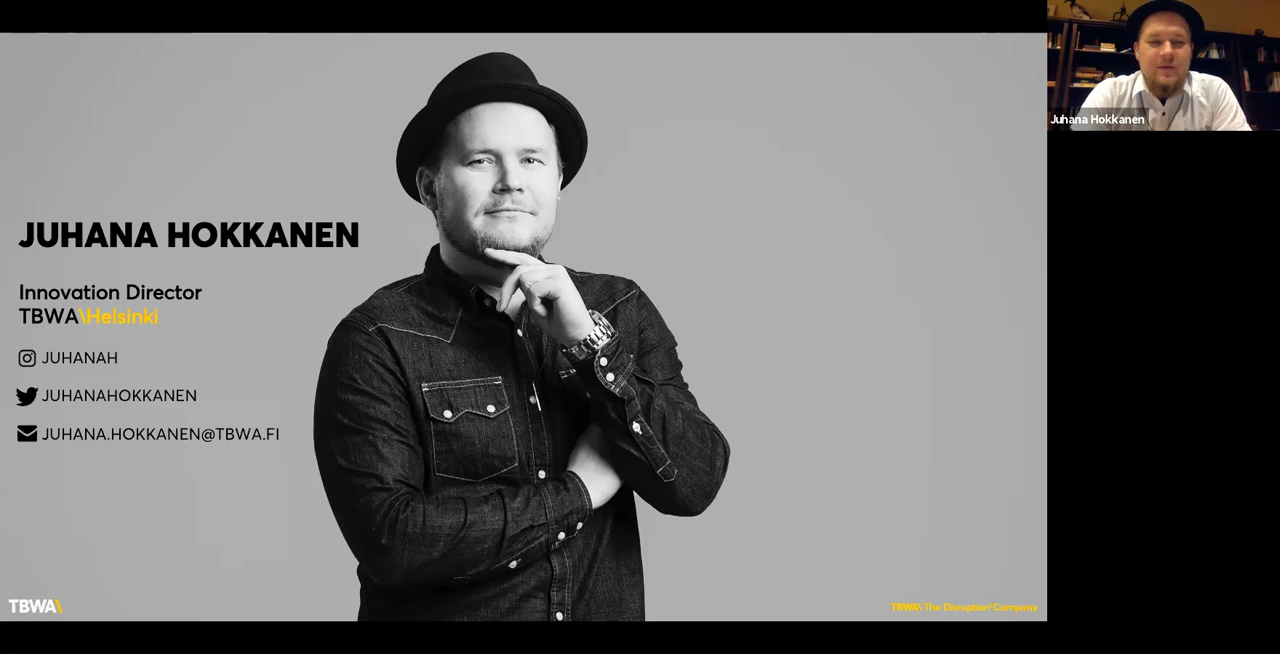 JUHANA HOKKANEN
Innovation Director
TBWA\Helsinki
JUHANAH
JUHANAHOKKANEN
JUHANA.HOKKANEN@TBWA.FI
TBWA\
TBWA\ The Disruption® Company
Juhana Hokkanen